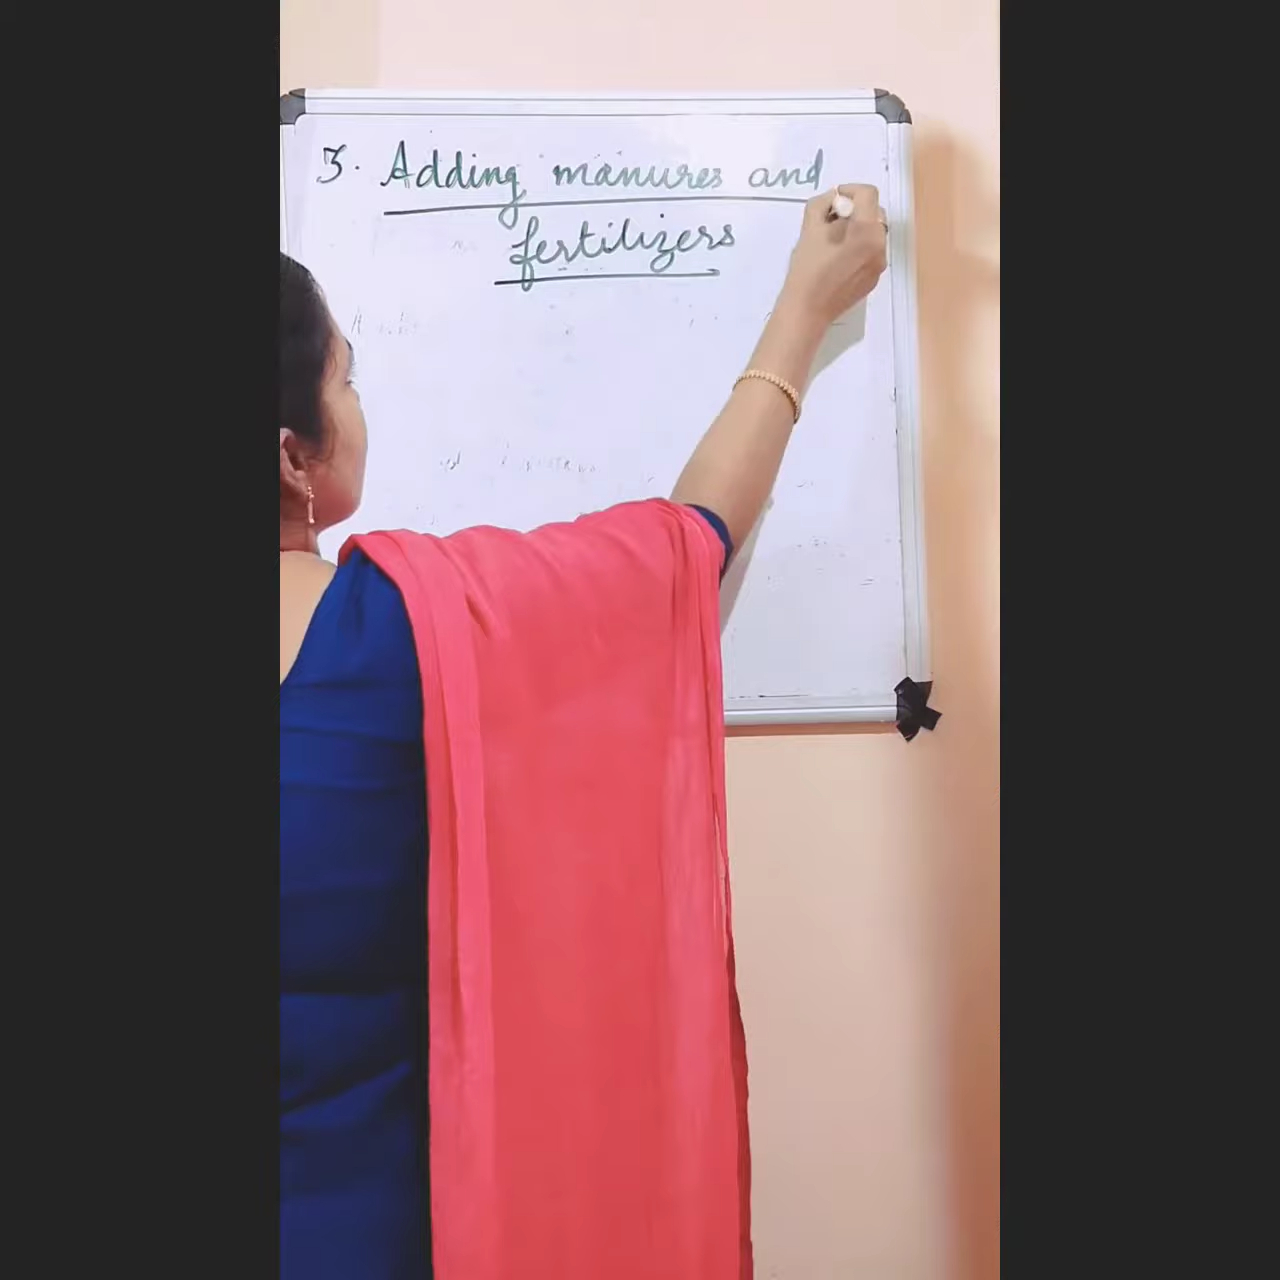 3. Adding manures and
fertilizers